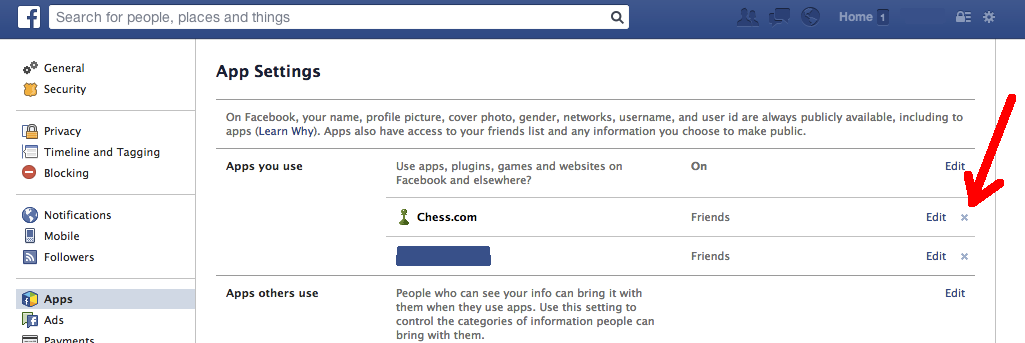 f
Search for people, places and things
Home 1
General
Security
Privacy
Timeline and Tagging
Blocking
Notifications
Mobile
Followers
Apps
Ads
Payments
App Settings
On Facebook, your name, profile picture, cover photo, gender, networks, username, and user id are always publicly available, including to
apps (Learn Why). Apps also have access to your friends list and any information you choose to make public.
Apps you use
Use apps, plugins, games and websites on
Facebook and elsewhere?
On
Edit
Chess.com
Friends
Edit ×
Friends
Edit ×
Apps others use
People who can see your info can bring it with
them when they use apps. Use this setting to
control the categories of information people can
bring with them.
Edit